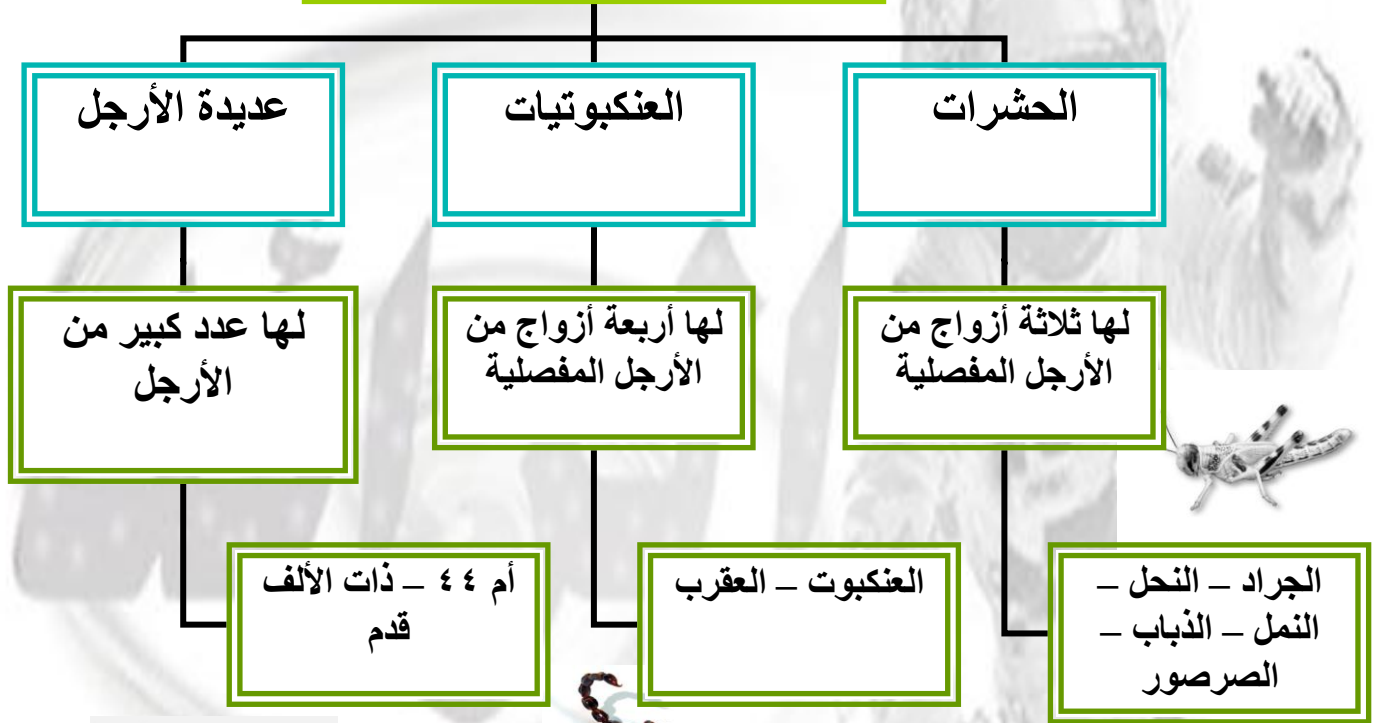 الحشرات
العنكبوتيات
عديدة الأرجل
لها ثلاثة أزواج من
الأرجل المفصلية
لها أربعة أزواج من
الأرجل المفصلية
لها عدد كبير من
الأرجل
الجراد – النحل –
النمل – الذباب –
الصرصور
العنكبوت – العقرب
أم ٤٤ – ذات الألف
قدم